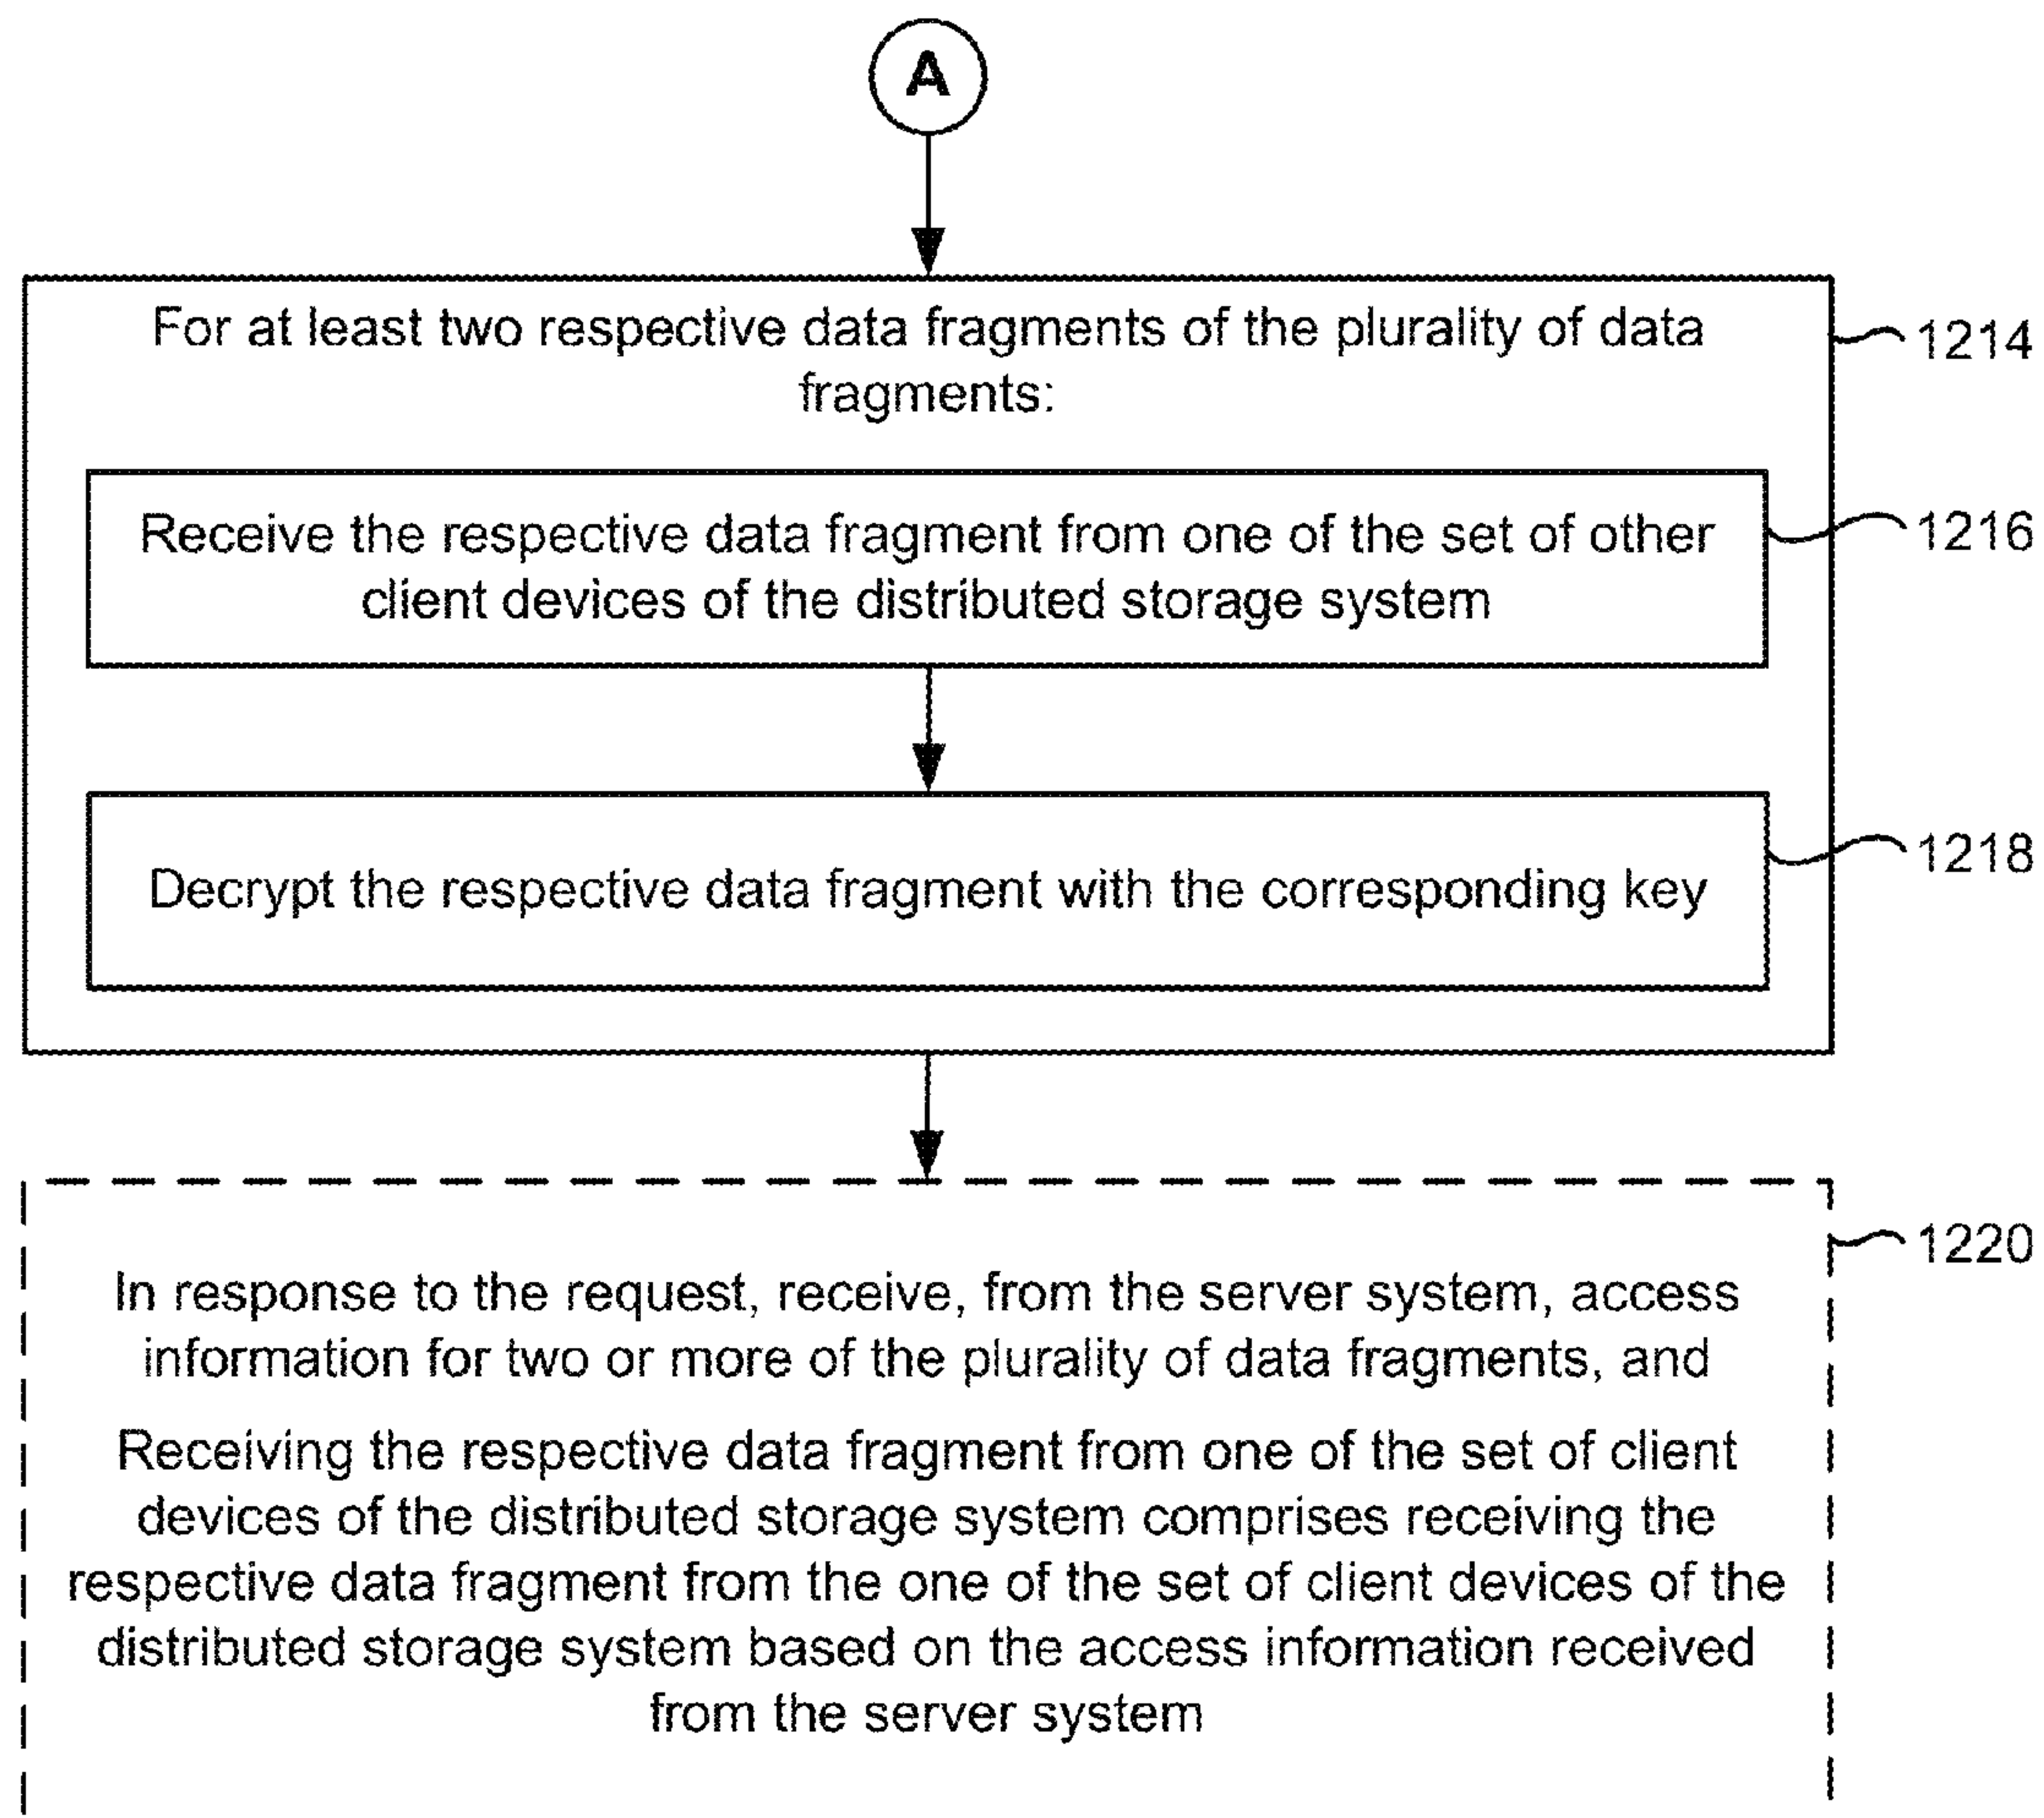 A
For at least two respective data fragments of the plurality of data
fragments:
1214
Receive the respective data fragment from one of the set of other
client devices of the distributed storage system
1216
Decrypt the respective data fragment with the corresponding key
1218
In response to the request, receive, from the server system, access
information for two or more of the plurality of data fragments, and
Receiving the respective data fragment from one of the set of client
devices of the distributed storage system comprises receiving the
respective data fragment from the one of the set of client devices of the
distributed storage system based on the access information received
from the server system
1220